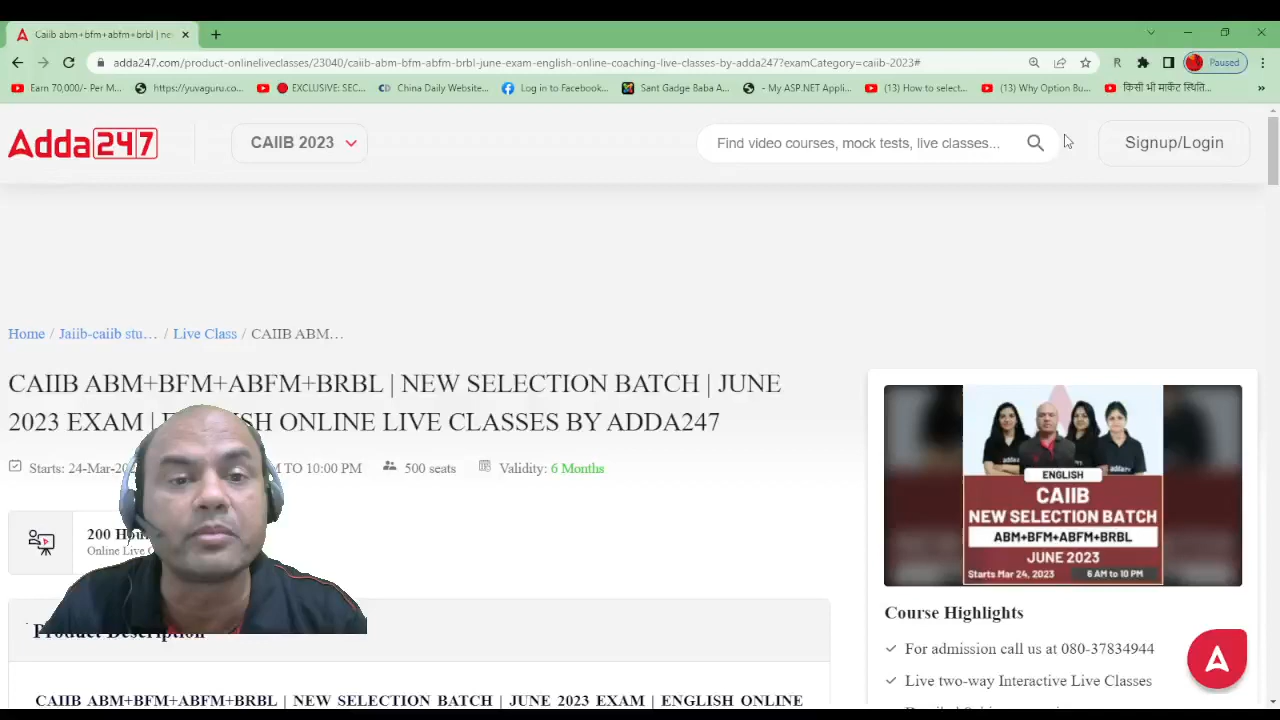 Caiib abm+bfm+abfm+brbl | ne
adda247.com/product-onlineliveclasses/23040/caiib-abm-bfm-abfm-brbl-june-exam-english-online-coaching-live-classes-by-adda247?examCategory=caiib-2023#
R
Paused
Earn 70,000/- Per M...
https://yuvaguru.co...
EXCLUSIVE: SEC...
CD China Daily Website...
Log in to Facebook...
Sant Gadge Baba A...
- My ASP.NET Appli...
(13) How to select...
(13) Why Option Bu...
किसी भी मार्केट स्थिति...
»
Adda247
CAIIB 2023
Find video courses, mock tests, live classes...
Signup/Login
Home / Jaiib-caiib stu... / Live Class / CAIIB ABM...
CAIIB ABM+BFM+ABFM+BRBL | NEW SELECTION BATCH | JUNE
2023 EXAM | ENGLISH ONLINE LIVE CLASSES BY ADDA247
Starts: 24-Mar-20
M TO 10:00 PM
500 seats
Validity: 6 Months
200 Hou
Online Live C
Product Description
CAIIB ABM+BFM+ABFM+BRBL | NEW SELECTION BATCH | JUNE 2023 EXAM | ENGLISH ONLINE
ENGLISH
CAIIB
NEW SELECTION BATCH
ABM+BFM+ABFM+BRBL
JUNE 2023
Starts Mar 24, 2023
6 AM to 10 PM
Course Highlights
For admission call us at 080-37834944
Live two-way Interactive Live Classes